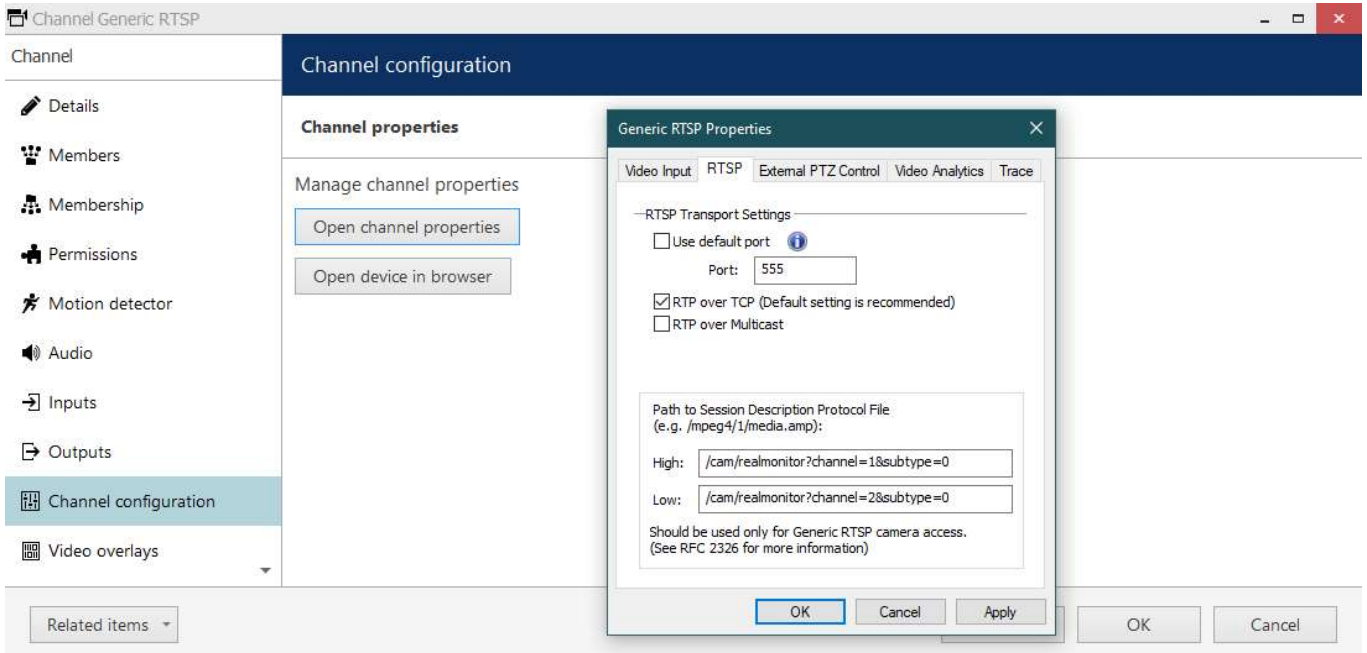 Channel Generic RTSP
Channel
Details
Members
Membership
Permissions
Motion detector
Audio
Inputs
Outputs
Channel configuration
Video overlays
Related items
Channel configuration
Channel properties
Manage channel properties
Open channel properties
Open device in browser
Generic RTSP Properties
Video Input RTSP External PTZ Control Video Analytics Trace
RTSP Transport Settings
Use default port
Port: 555
RTP over TCP (Default setting is recommended)
RTP over Multicast
Path to Session Description Protocol File
(e.g. /mpeg4/1/media.amp):
High: /cam/realmonitor?channel=1&subtype=0
Low: /cam/realmonitor?channel=2&subtype=0
Should be used only for Generic RTSP camera access.
(See RFC 2326 for more information)
OK Cancel Apply
OK Cancel